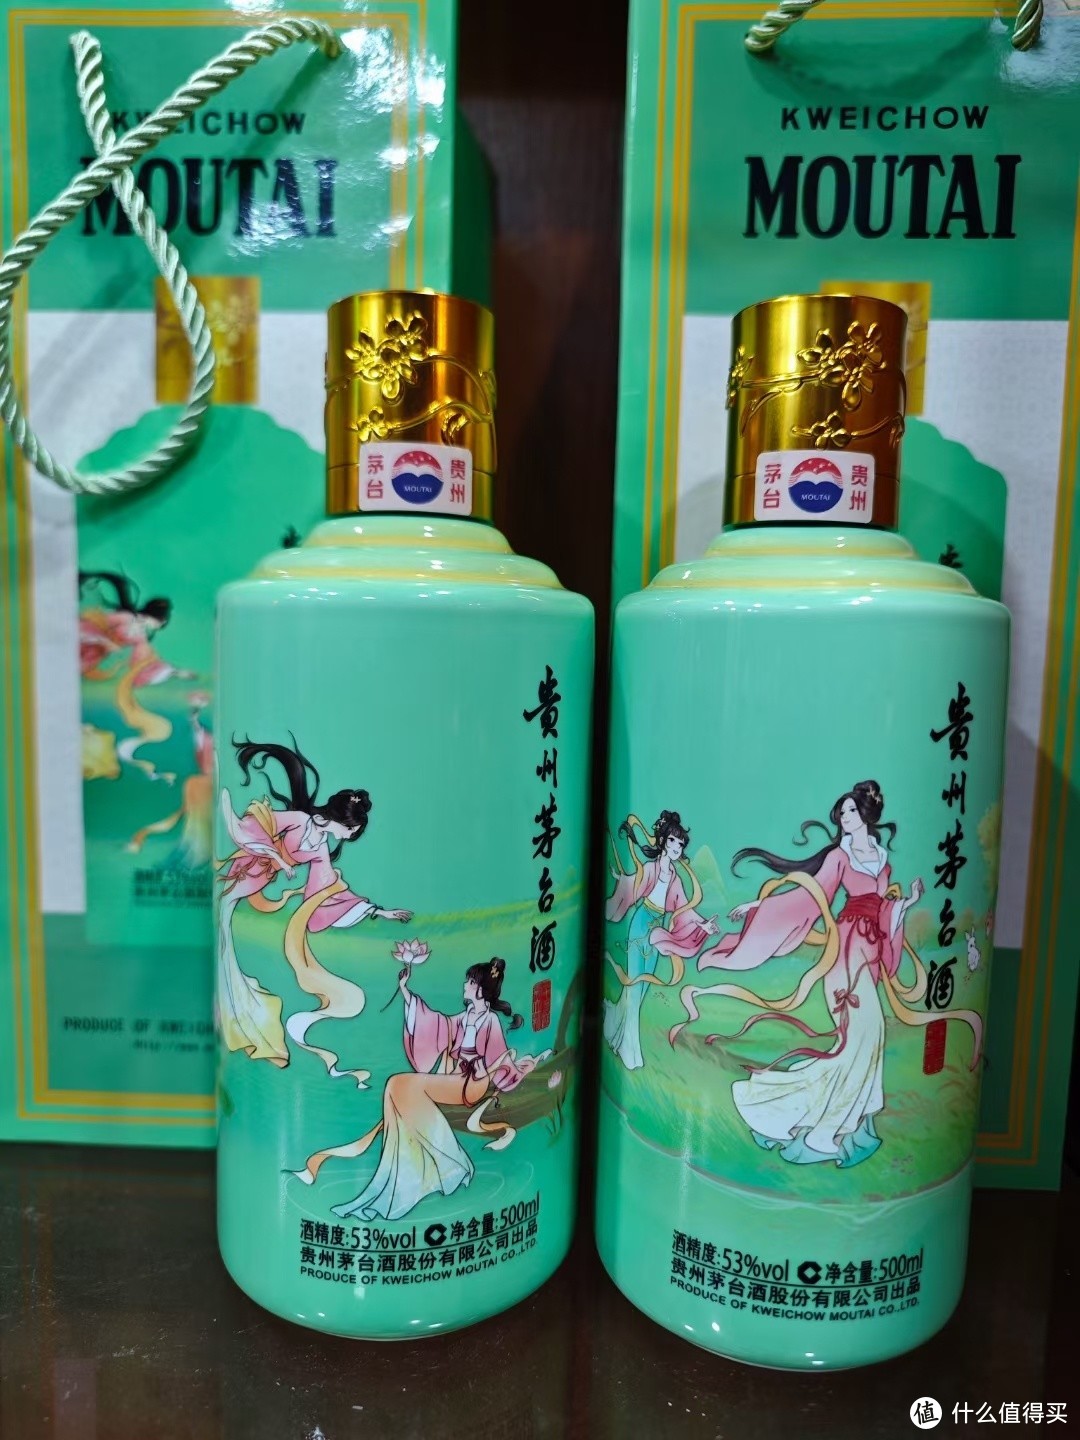 KWEICHOW
MOUTAI
KWEICHOW
MOUTAI
茅台
MOUTAI
贵州
茅台
MOUTAI
贵州
贵州茅台酒
贵州茅台酒
PRODUCE OF KWEICH
酒精度:53%vol 净含量:500ml
贵州茅台酒股份有限公司出品
PRODUCE OF KWEICHOW MOUTAI CO.,LTD.
酒精度:53%vol 净含量:500ml
贵州茅台酒股份有限公司出品
PRODUCE OF KWEICHOW MOUTAI CO.,LTD.
值 什么值得买